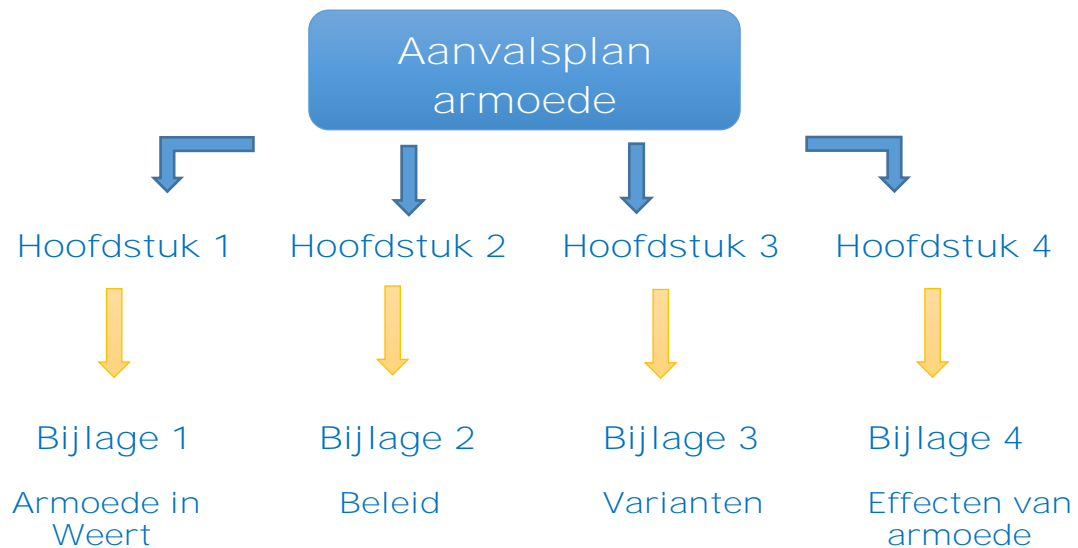 Aanvalsplan
armoede
Hoofdstuk 1
Hoofdstuk 2
Hoofdstuk 3
Hoofdstuk 4
Bijlage 1
Bijlage 2
Bijlage 3
Bijlage 4
Armoede in
Weert
Beleid
Varianten
Effecten van
armoede